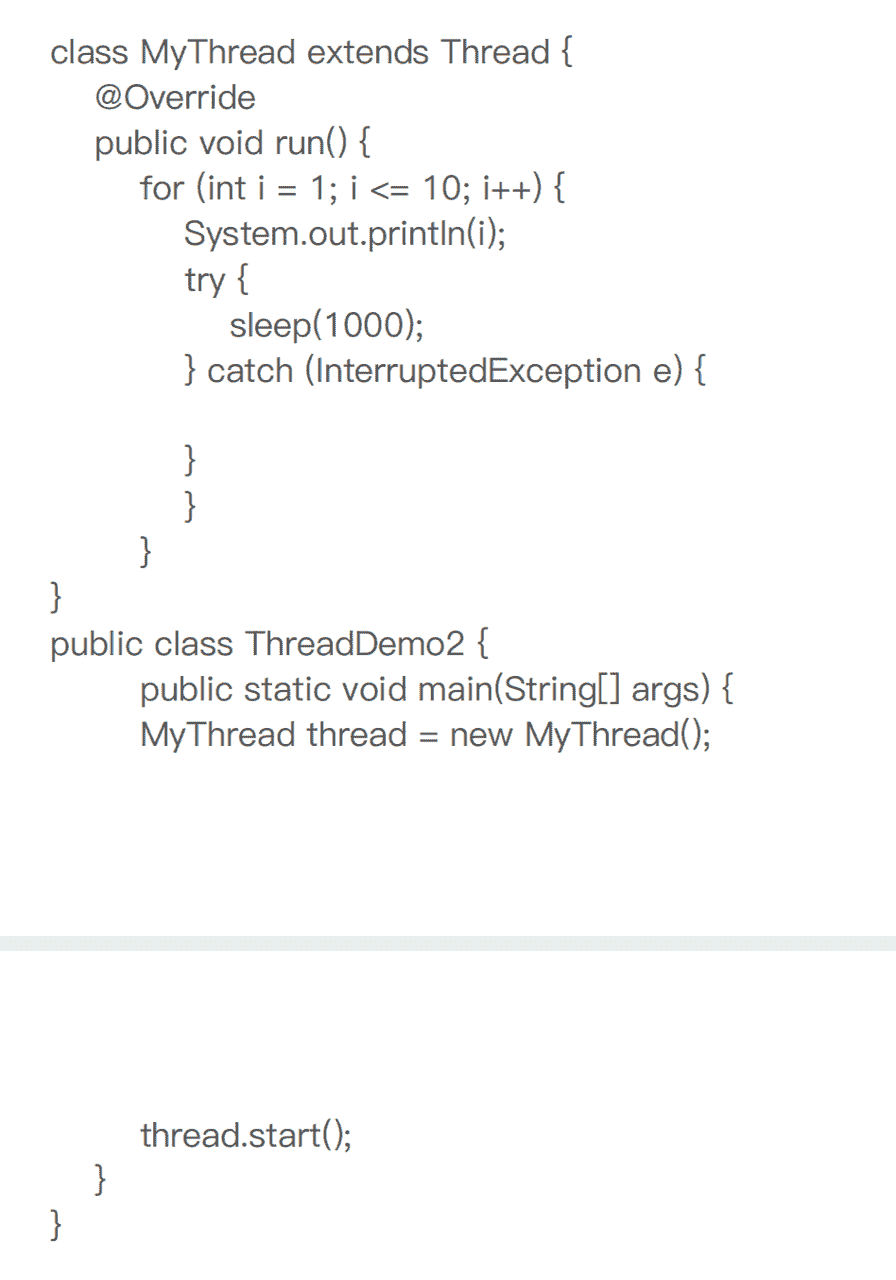 class MyThread extends Thread {
@Override
public void run() {
for (int i = 1; i <= 10; i++) {
System.out.println(i);
try {
sleep(1000);
} catch (InterruptedException e) {
}
}
}
}
public class ThreadDemo2 {
public static void main(String[] args) {
MyThread thread = new MyThread();
thread.start();
}
}